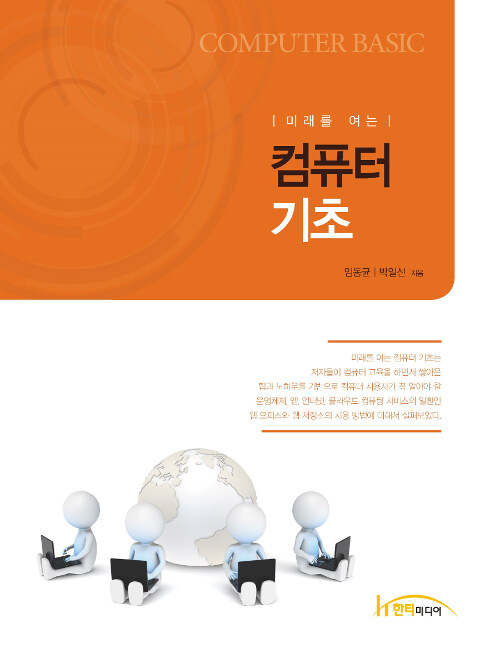 COMPUTER BASIC
| 미래를 여는 |
컴퓨터
기초
임동균 | 박일선 지음
미래를 여는 컴퓨터 기초는
저자들이 컴퓨터 교육을 하면서 쌓아온
팁과 노하우를 기반으로 컴퓨터 사용자가 꼭 알아야 할
운영체제, 앱, 인터넷, 클라우드 컴퓨팅 서비스의 일환인
웹 오피스와 웹 저장소의 사용 방법에 대해서 살펴보았다.
한티미디어